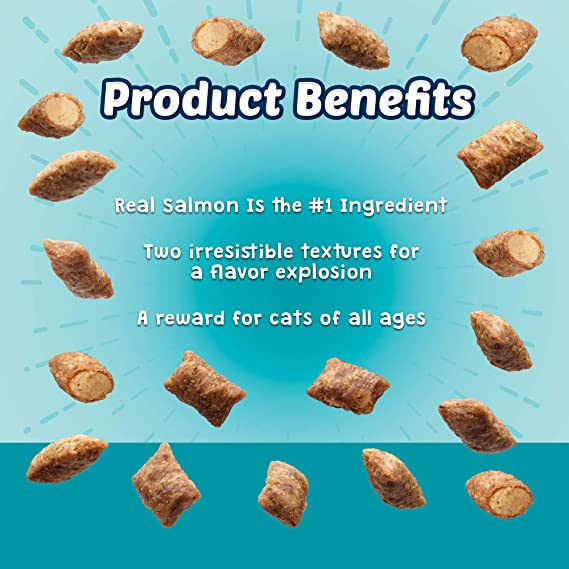 Product Benefits
Real Salmon Is the #1 Ingredient
Two irresistible textures for
a flavor explosion
A reward for cats of all ages